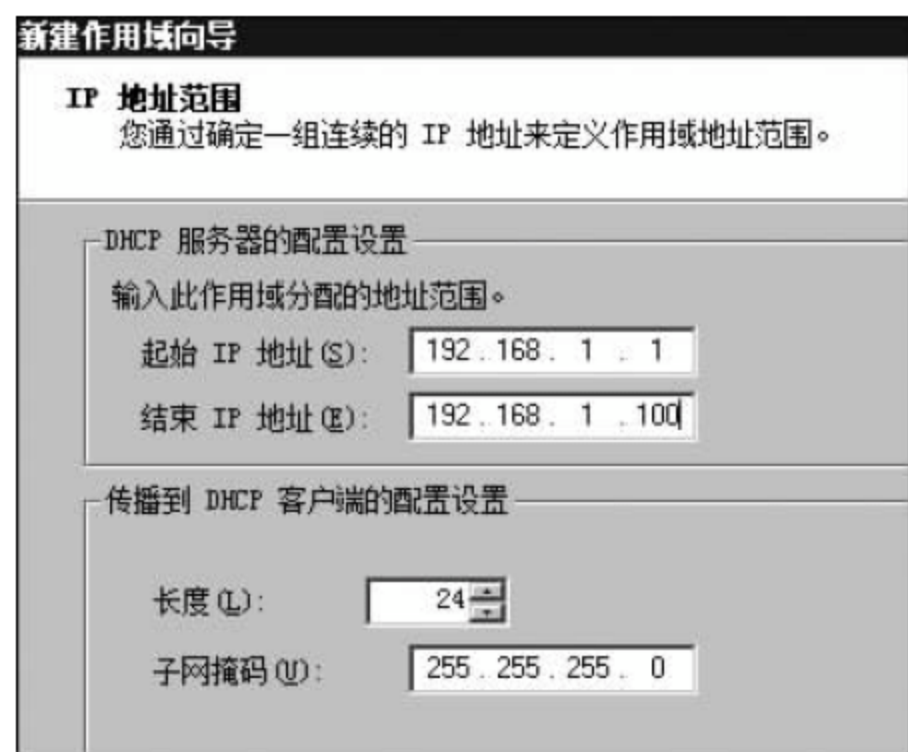 新建作用域向导
IP 地址范围
您通过确定一组连续的 IP 地址来定义作用域地址范围。
DHCP 服务器的配置设置
输入此作用域分配的地址范围。
起始 IP 地址(S): 192 . 168 . 1 . 1
结束 IP 地址(E): 192 . 168 . 1 . 100
传播到 DHCP 客户端的配置设置
长度(L): 24
子网掩码(U): 255 . 255 . 255 . 0